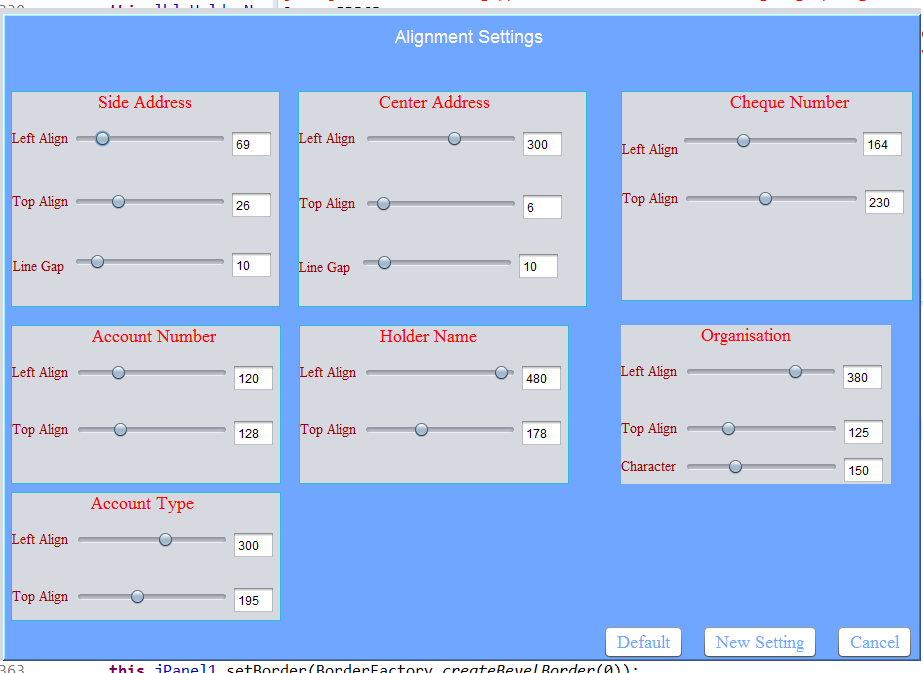 Alignment Settings
Side Address
Left Align 69
Top Align 26
Line Gap 10
Center Address
Left Align 300
Top Align 6
Line Gap 10
Cheque Number
Left Align 164
Top Align 230
Account Number
Left Align 120
Top Align 128
Holder Name
Left Align 480
Top Align 178
Organisation
Left Align 380
Top Align 125
Character 150
Account Type
Left Align 300
Top Align 195
Default New Setting Cancel
363 this.jPanel1.setBorder(BorderFactory.createBevelBorder(0));